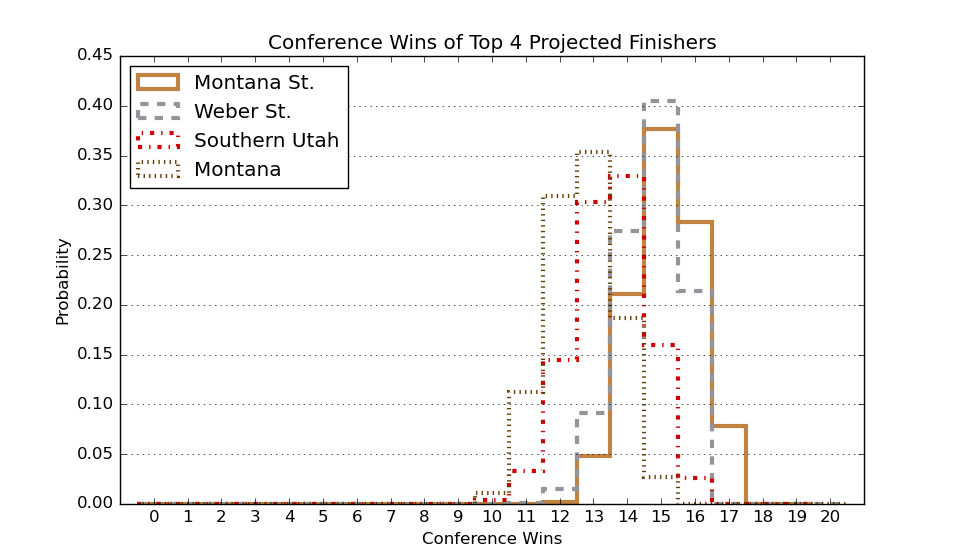 Conference Wins of Top 4 Projected Finishers
0.45
0.40
0.35
0.30
0.25
0.20
0.15
0.10
0.05
0.00
Probability
Montana St.
Weber St.
Southern Utah
Montana
0 1 2 3 4 5 6 7 8 9 10 11 12 13 14 15 16 17 18 19 20
Conference Wins